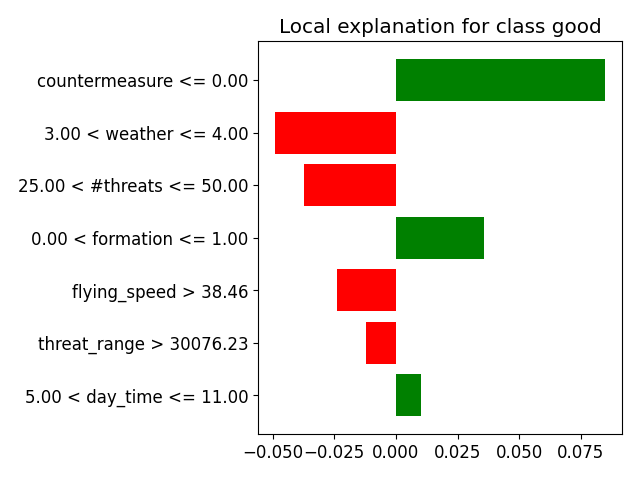 Local explanation for class good
countermeasure <= 0.00
3.00 < weather <= 4.00
25.00 < #threats <= 50.00
0.00 < formation <= 1.00
flying_speed > 38.46
threat_range > 30076.23
5.00 < day_time <= 11.00
−0.050 −0.025 0.000 0.025 0.050 0.075